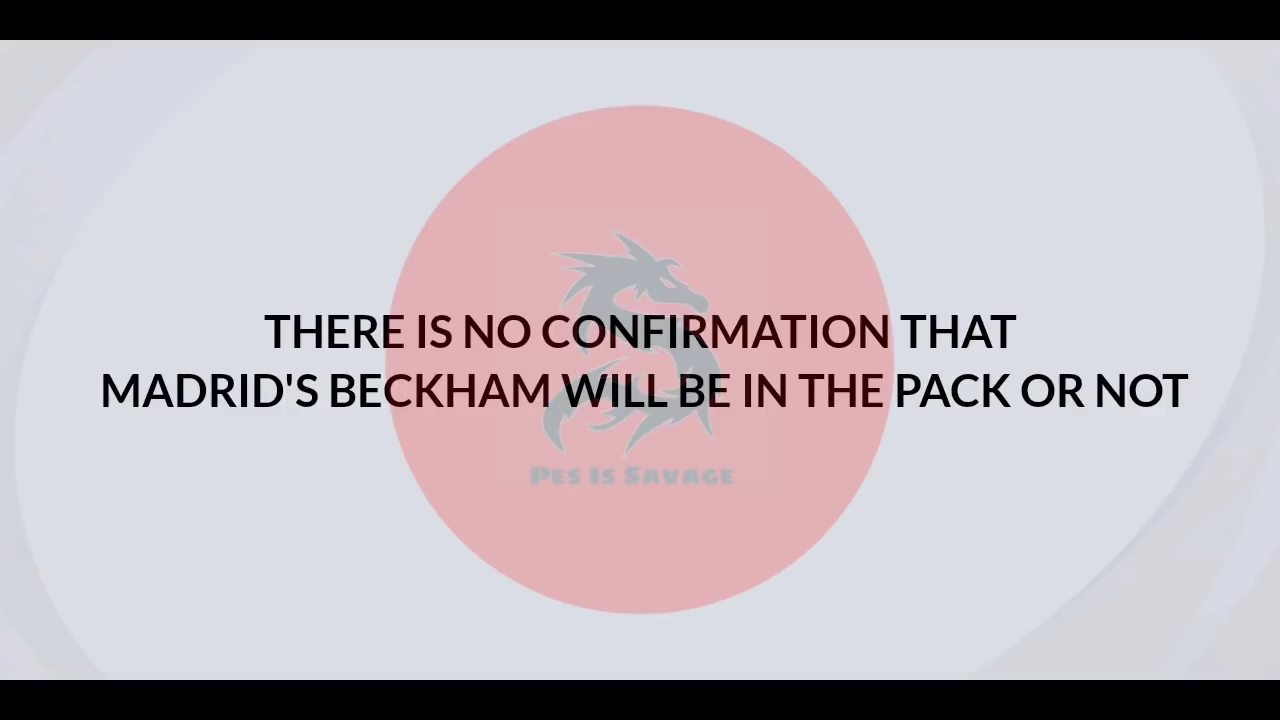 THERE IS NO CONFIRMATION THAT
MADRID'S BECKHAM WILL BE IN THE PACK OR NOT
Pes Is Savage